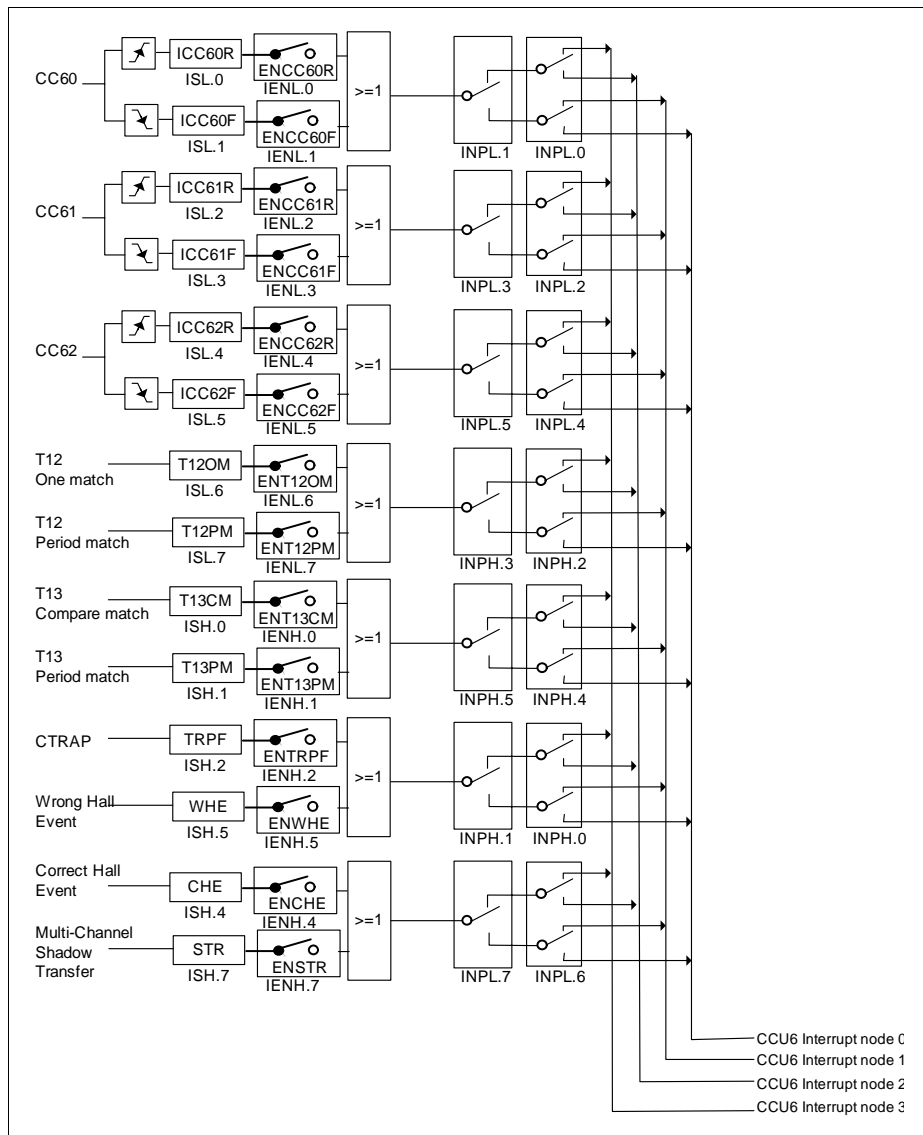 CC60
ICC60R
ISL.0
ENCC60R
IENL.0
ICC60F
ISL.1
ENCC60F
IENL.1
>=1
INPL.1
INPL.0
CC61
ICC61R
ISL.2
ENCC61R
IENL.2
ICC61F
ISL.3
ENCC61F
IENL.3
>=1
INPL.3
INPL.2
CC62
ICC62R
ISL.4
ENCC62R
IENL.4
ICC62F
ISL.5
ENCC62F
IENL.5
>=1
INPL.5
INPL.4
T12
One match
T12OM
ISL.6
ENT12OM
IENL.6
T12
Period match
T12PM
ISL.7
ENT12PM
IENL.7
>=1
INPH.3
INPH.2
T13
Compare match
T13CM
ISH.0
ENT13CM
IENH.0
T13
Period match
T13PM
ISH.1
ENT13PM
IENH.1
>=1
INPH.5
INPH.4
CTRAP
TRPF
ISH.2
ENTRPF
IENH.2
Wrong Hall
Event
WHE
ISH.5
ENWHE
IENH.5
>=1
INPH.1
INPH.0
Correct Hall
Event
CHE
ISH.4
ENCHE
IENH.4
Multi-Channel
Shadow
Transfer
STR
ISH.7
ENSTR
IENH.7
>=1
INPL.7
INPL.6
CCU6 Interrupt node 0
CCU6 Interrupt node 1
CCU6 Interrupt node 2
CCU6 Interrupt node 3